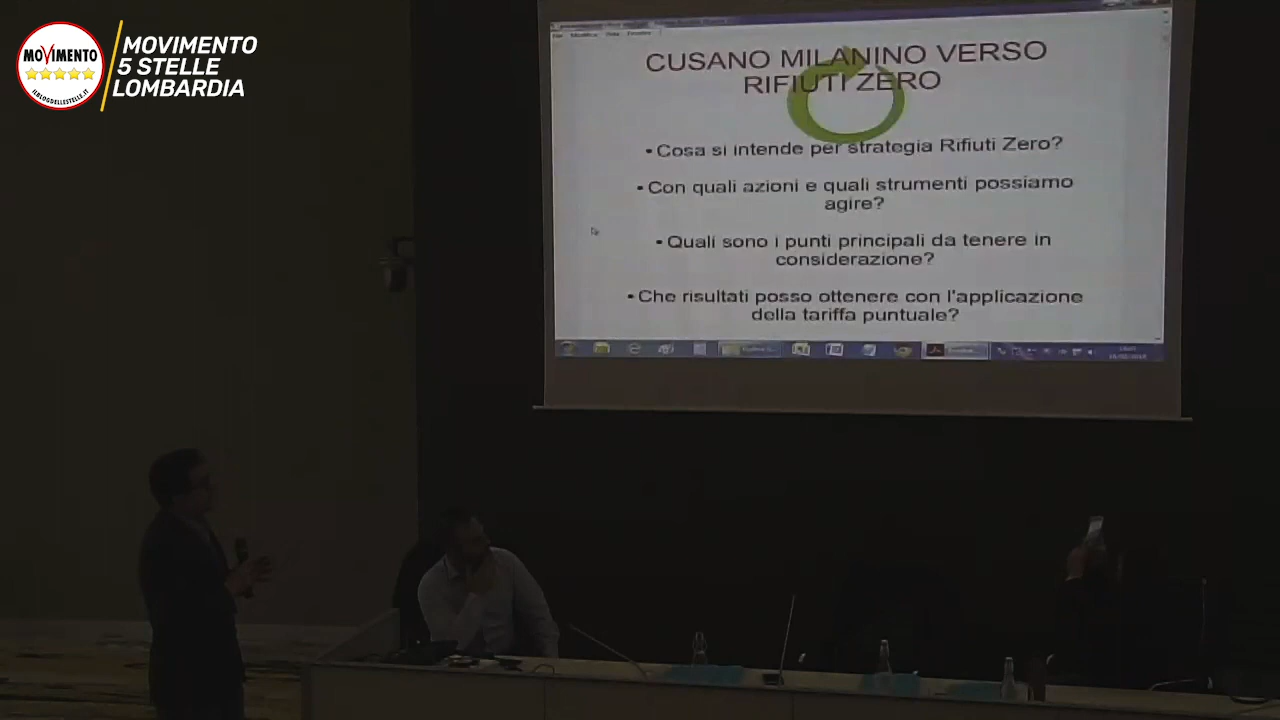 MOVIMENTO
ILBLOGDELLESTELLE.IT
MOVIMENTO
5 STELLE
LOMBARDIA
CUSANO MILANINO VERSO
RIFIUTI ZERO
• Cosa si intende per strategia Rifiuti Zero?
• Con quali azioni e quali strumenti possiamo
agire?
• Quali sono i punti principali da tenere in
considerazione?
• Che risultati posso ottenere con l'applicazione
della tariffa puntuale?